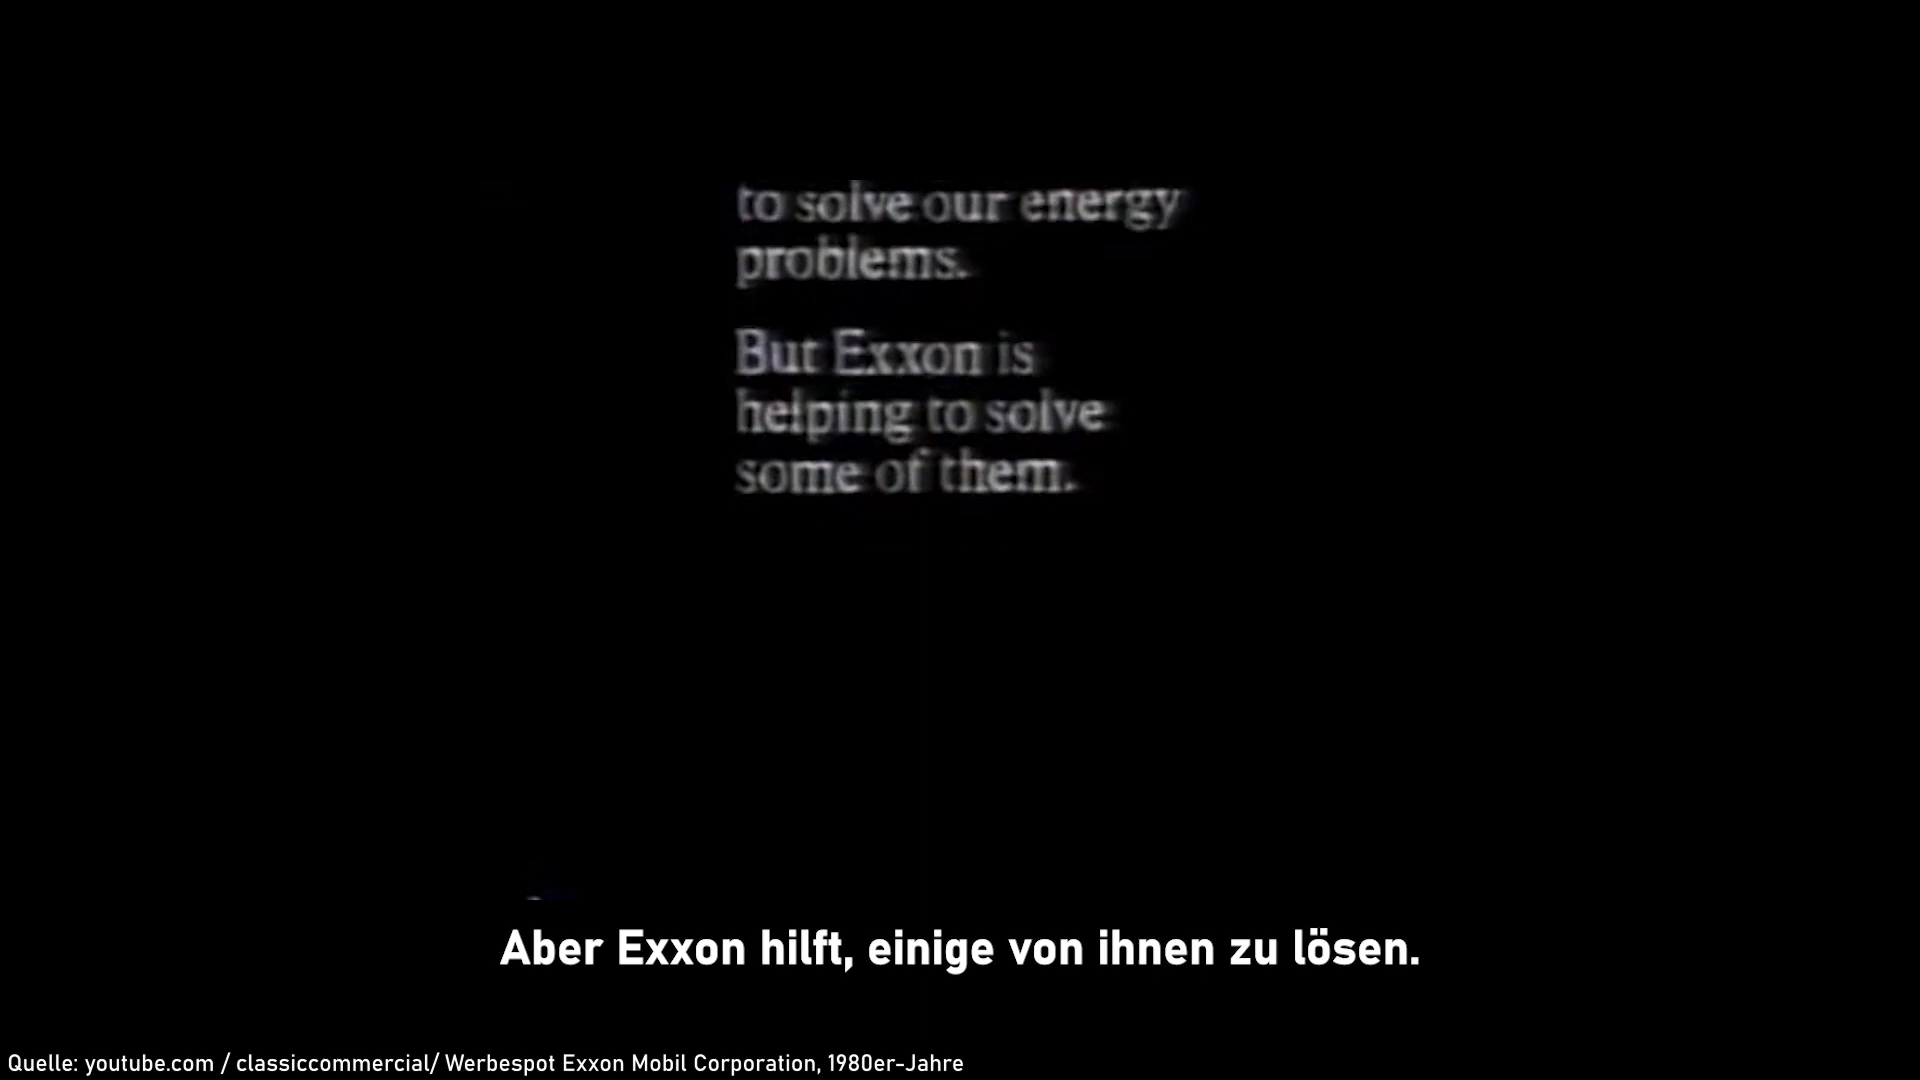 to solve our energy
problems.
But Exxon is
helping to solve
some of them.
Aber Exxon hilft, einige von ihnen zu lösen.
Quelle: youtube.com / classiccommercial/ Werbespot Exxon Mobil Corporation, 1980er-Jahre